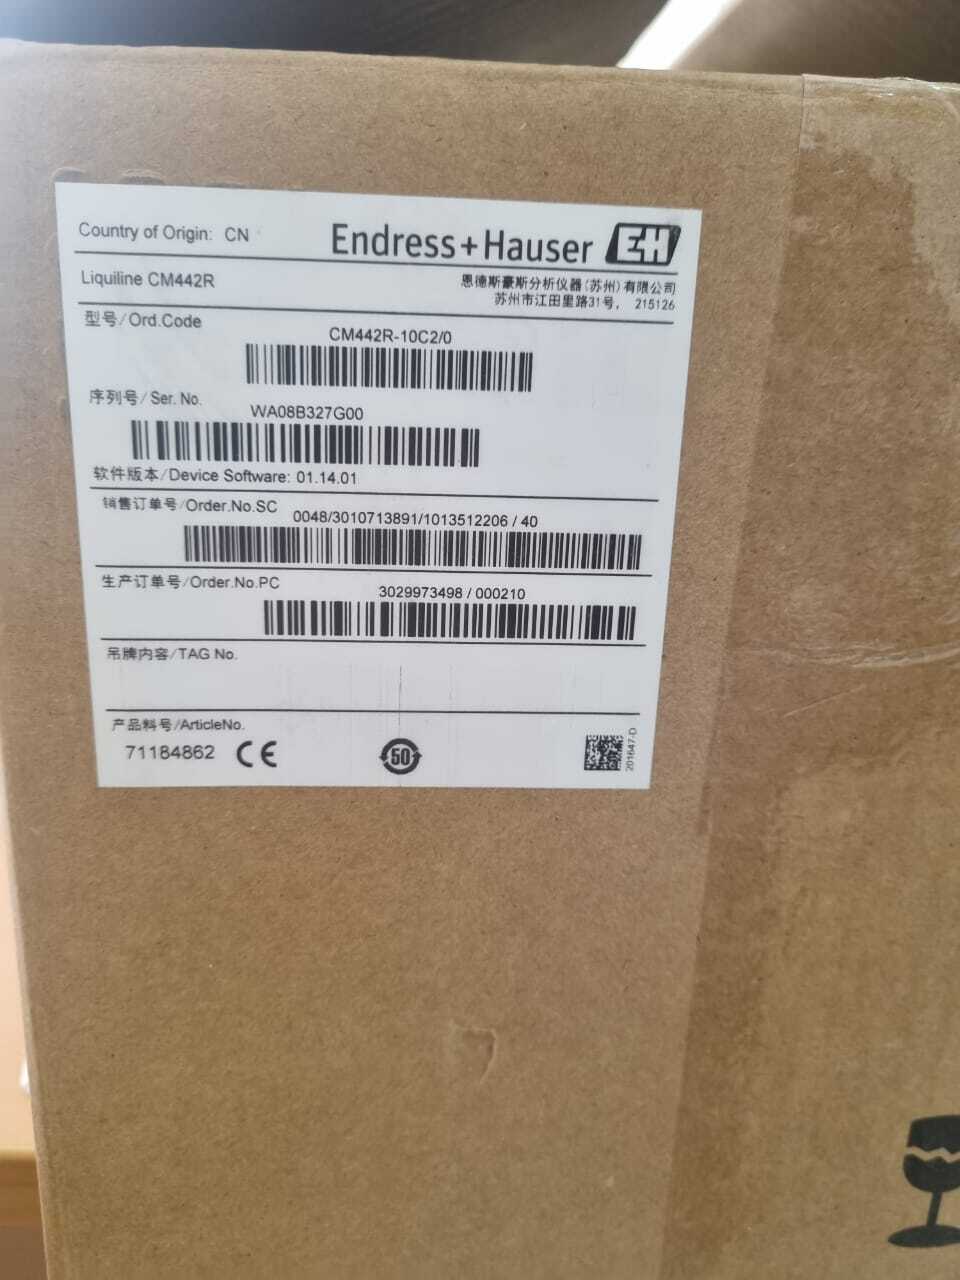 Country of Origin: CN
Endress+Hauser EH
Liquiline CM442R
恩德斯豪斯分析仪器(苏州)有限公司
苏州市江田里路31号, 215126
型号/Ord.Code
CM442R-10C2/0
序列号/Ser. No.
WA08B327G00
软件版本/Device Software: 01.14.01
销售订单号/Order.No.SC
0048/3010713891/1013512206 / 40
生产订单号/Order.No.PC
3029973498 / 000210
吊牌内容/TAG No.
产品料号/ArticleNo.
71184862 CE 50
201647-D